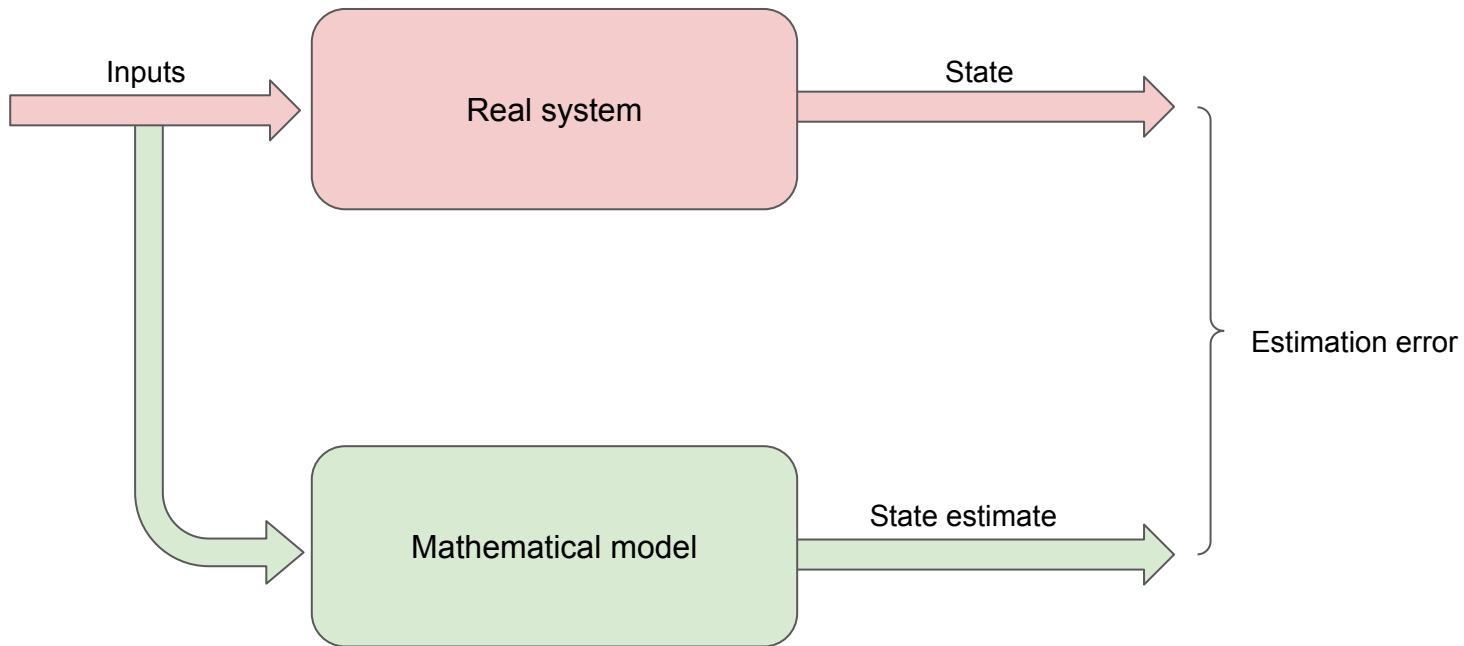 Inputs
Real system
State
Estimation error
Mathematical model
State estimate